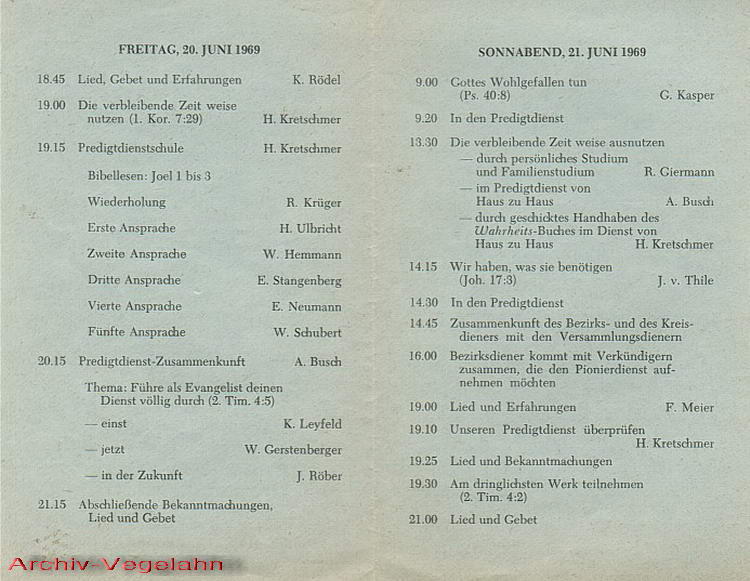 FREITAG, 20. JUNI 1969
18.45 Lied, Gebet und Erfahrungen K. Rödel
19.00 Die verbleibende Zeit weise
nutzen (1. Kor. 7:29) H. Kretschmer
19.15 Predigtdienstschule H. Kretschmer
Bibellesen: Joel 1 bis 3
Wiederholung R. Krüger
Erste Ansprache H. Ulbricht
Zweite Ansprache W. Hemmann
Dritte Ansprache E. Stangenberg
Vierte Ansprache E. Neumann
Fünfte Ansprache W. Schubert
20.15 Predigtdienst-Zusammenkunft A. Busch
Thema: Führe als Evangelist deinen
Dienst völlig durch (2. Tim. 4:5)
— einst K. Leyfeld
— jetzt W. Gerstenberger
— in der Zukunft J. Röber
21.15 Abschließende Bekanntmachungen,
Lied und Gebet
SONNABEND, 21. JUNI 1969
9.00 Gottes Wohlgefallen tun
(Ps. 40:8) G. Kasper
9.20 In den Predigtdienst
13.30 Die verbleibende Zeit weise ausnutzen
— durch persönliches Studium
und Familienstudium R. Giermann
— im Predigtdienst von
Haus zu Haus A. Busch
— durch geschicktes Handhaben des
Wahrheits-Buches im Dienst von
Haus zu Haus H. Kretschmer
14.15 Wir haben, was sie benötigen
(Joh. 17:3) J. v. Thile
14.30 In den Predigtdienst
14.45 Zusammenkunft des Bezirks- und des Kreis-
dieners mit den Versammlungsdienern
16.00 Bezirksdiener kommt mit Verkündigern
zusammen, die den Pionierdienst auf-
nehmen möchten
19.00 Lied und Erfahrungen F. Meier
19.10 Unseren Predigtdienst überprüfen
H. Kretschmer
19.25 Lied und Bekanntmachungen
19.30 Am dringlichsten Werk teilnehmen
(2. Tim. 4:2)
21.00 Lied und Gebet
Archiv-Vegelahn